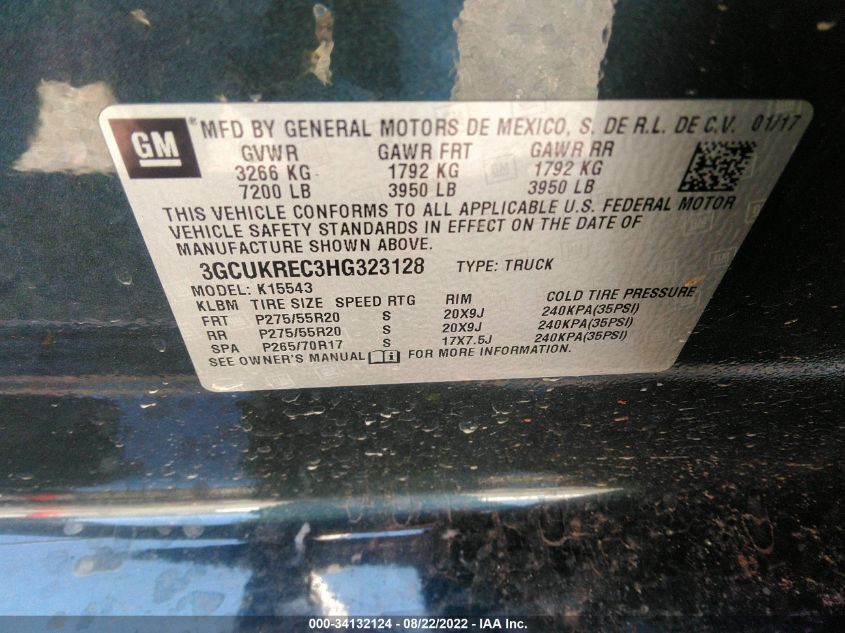 GM
* MFD BY GENERAL MOTORS DE MEXICO, S. DE R.L. DE C.V. 01/17
GVWR GAWR FRT GAWR RR
3266 KG 1792 KG 1792 KG
7200 LB 3950 LB 3950 LB
THIS VEHICLE CONFORMS TO ALL APPLICABLE U.S. FEDERAL MOTOR
VEHICLE SAFETY STANDARDS IN EFFECT ON THE DATE OF
MANUFACTURE SHOWN ABOVE.
3GCUKREC3HG323128 TYPE: TRUCK
MODEL: K15543
KLBM TIRE SIZE SPEED RTG RIM COLD TIRE PRESSURE
FRT P275/55R20 S 20X9J 240KPA(35PSI)
RR P275/55R20 S 20X9J 240KPA(35PSI)
SPA P265/70R17 S 17X7.5J 240KPA(35PSI)
SEE OWNER'S MANUAL FOR MORE INFORMATION.
000-34132124 - 08/22/2022 - IAA Inc.